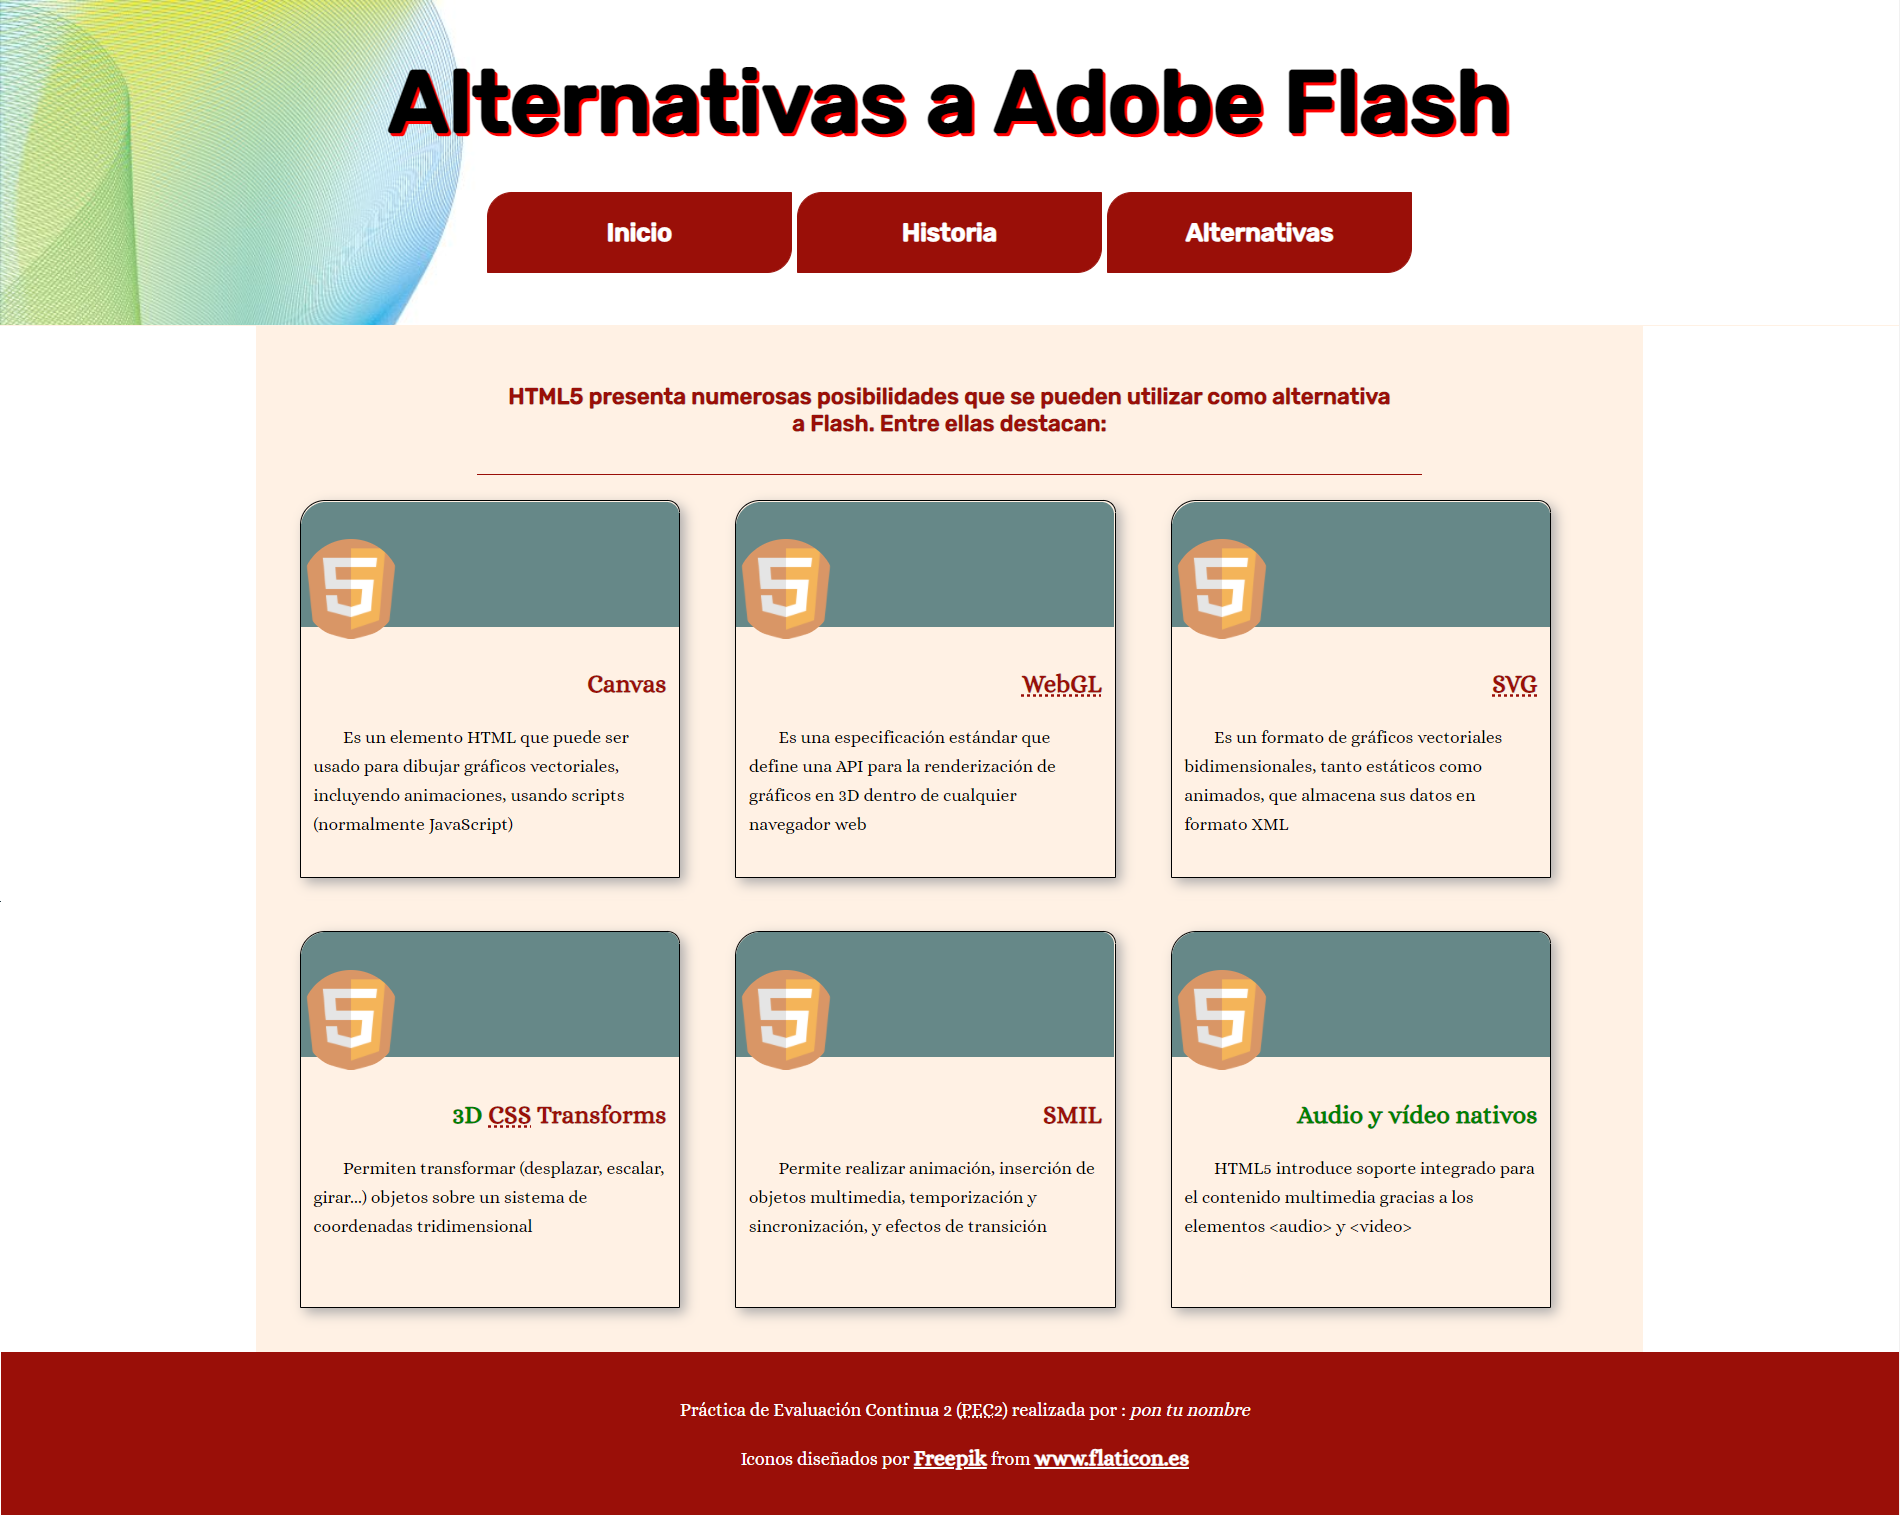 Alternativas a Adobe Flash
Inicio
Historia
Alternativas
HTML5 presenta numerosas posibilidades que se pueden utilizar como alternativa
a Flash. Entre ellas destacan:
Canvas
Es un elemento HTML que puede ser
usado para dibujar gráficos vectoriales,
incluyendo animaciones, usando scripts
(normalmente JavaScript)
WebGL
Es una especificación estándar que
define una API para la renderización de
gráficos en 3D dentro de cualquier
navegador web
SVG
Es un formato de gráficos vectoriales
bidimensionales, tanto estáticos como
animados, que almacena sus datos en
formato XML
3D CSS Transforms
Permiten transformar (desplazar, escalar,
girar...) objetos sobre un sistema de
coordenadas tridimensional
SMIL
Permite realizar animación, inserción de
objetos multimedia, temporización y
sincronización, y efectos de transición
Audio y vídeo nativos
HTML5 introduce soporte integrado para
el contenido multimedia gracias a los
elementos <audio> y <video>
Práctica de Evaluación Continua 2 (PEC2) realizada por : pon tu nombre
Iconos diseñados por Freepik from www.flaticon.es